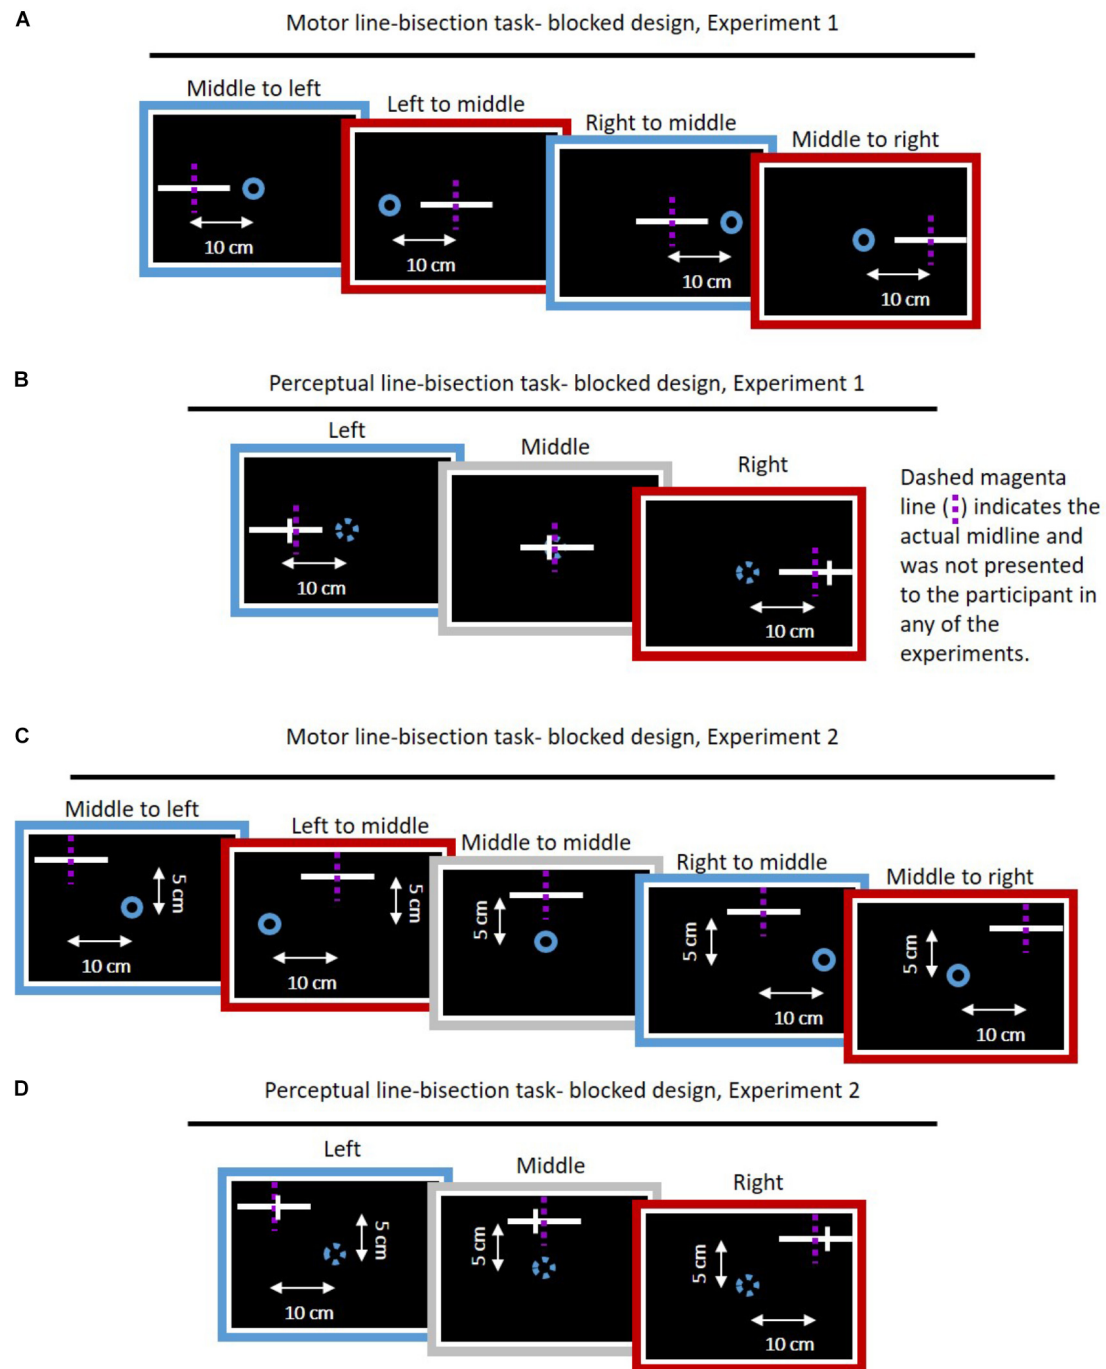 A
Motor line-bisection task- blocked design, Experiment 1
Middle to left
Left to middle
Right to middle
Middle to right
10 cm
10 cm
10 cm
10 cm
B
Perceptual line-bisection task- blocked design, Experiment 1
Left
Middle
Right
10 cm
10 cm
Dashed magenta
line ( ) indicates the
actual midline and
was not presented
to the participant in
any of the
experiments.
C
Motor line-bisection task- blocked design, Experiment 2
Middle to left
Left to middle
Middle to middle
Right to middle
Middle to right
5 cm
10 cm
5 cm
10 cm
5 cm
5 cm
10 cm
5 cm
10 cm
D
Perceptual line-bisection task- blocked design, Experiment 2
Left
Middle
Right
5 cm
10 cm
5 cm
5 cm
10 cm